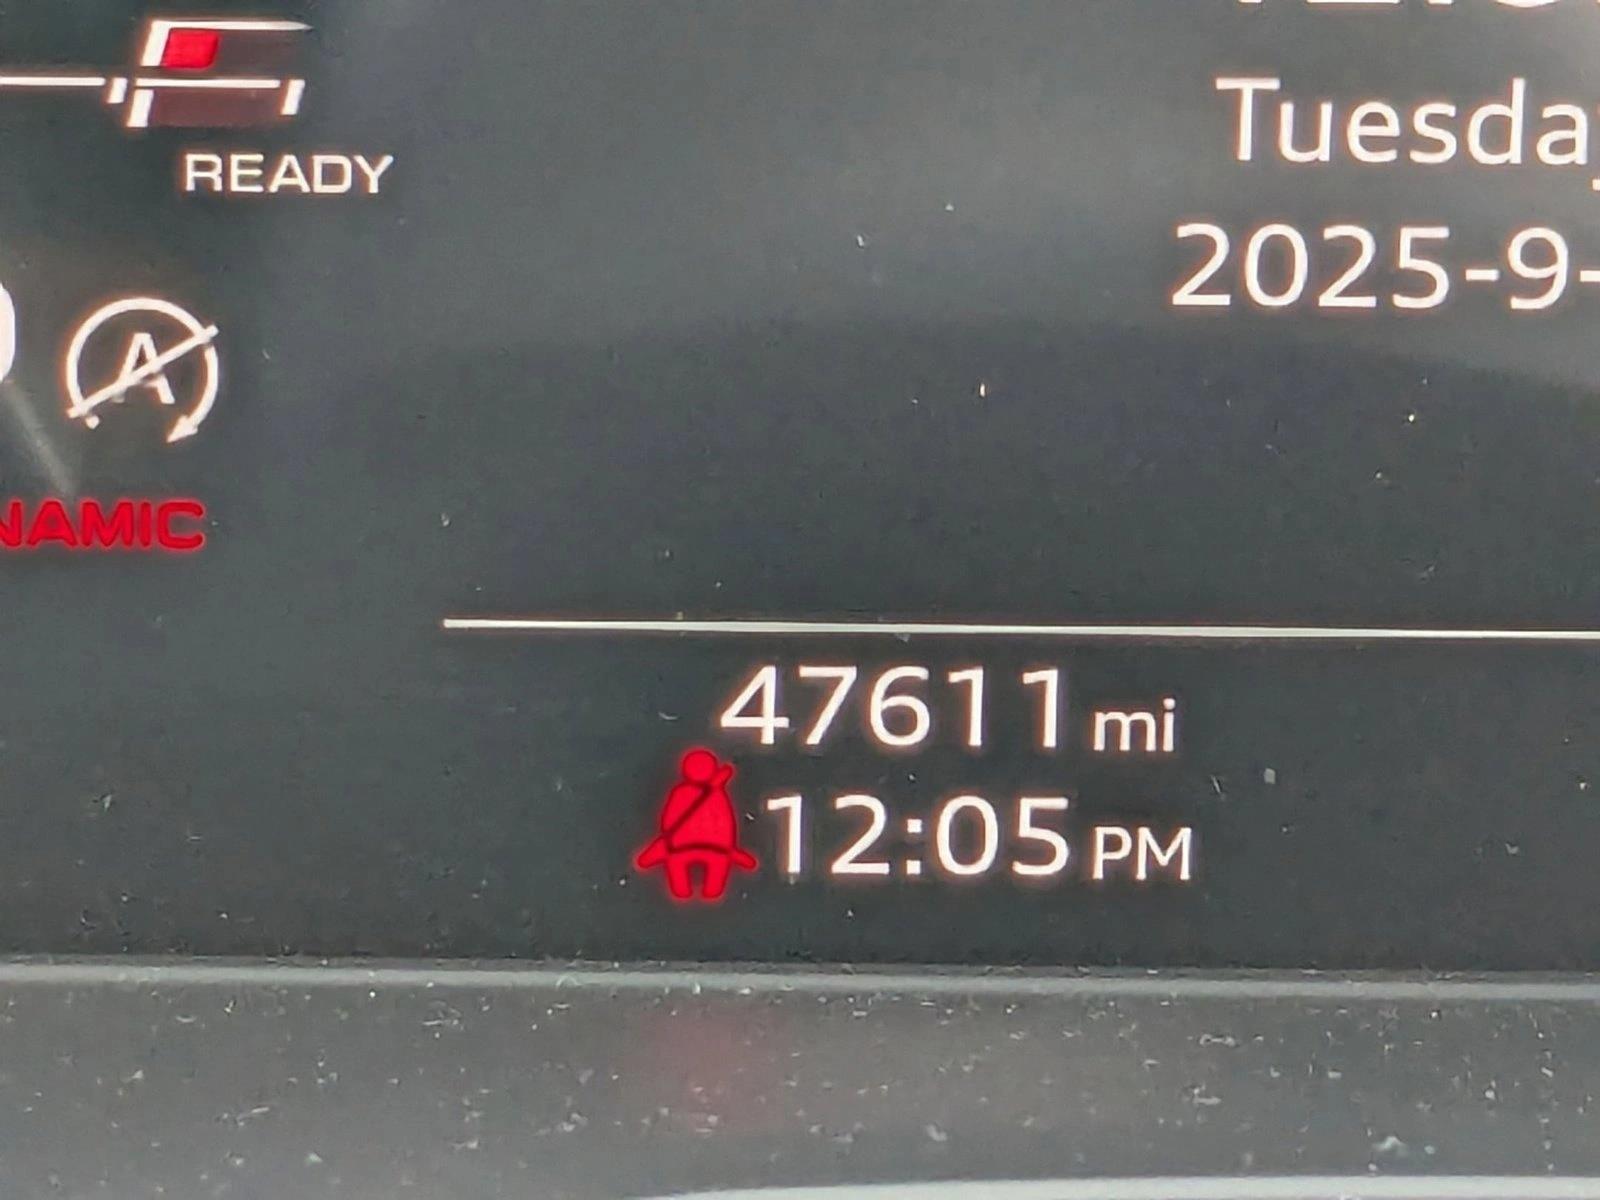 Tuesday
2025-9-
READY
A
NAMIC
47611 mi
12:05 PM